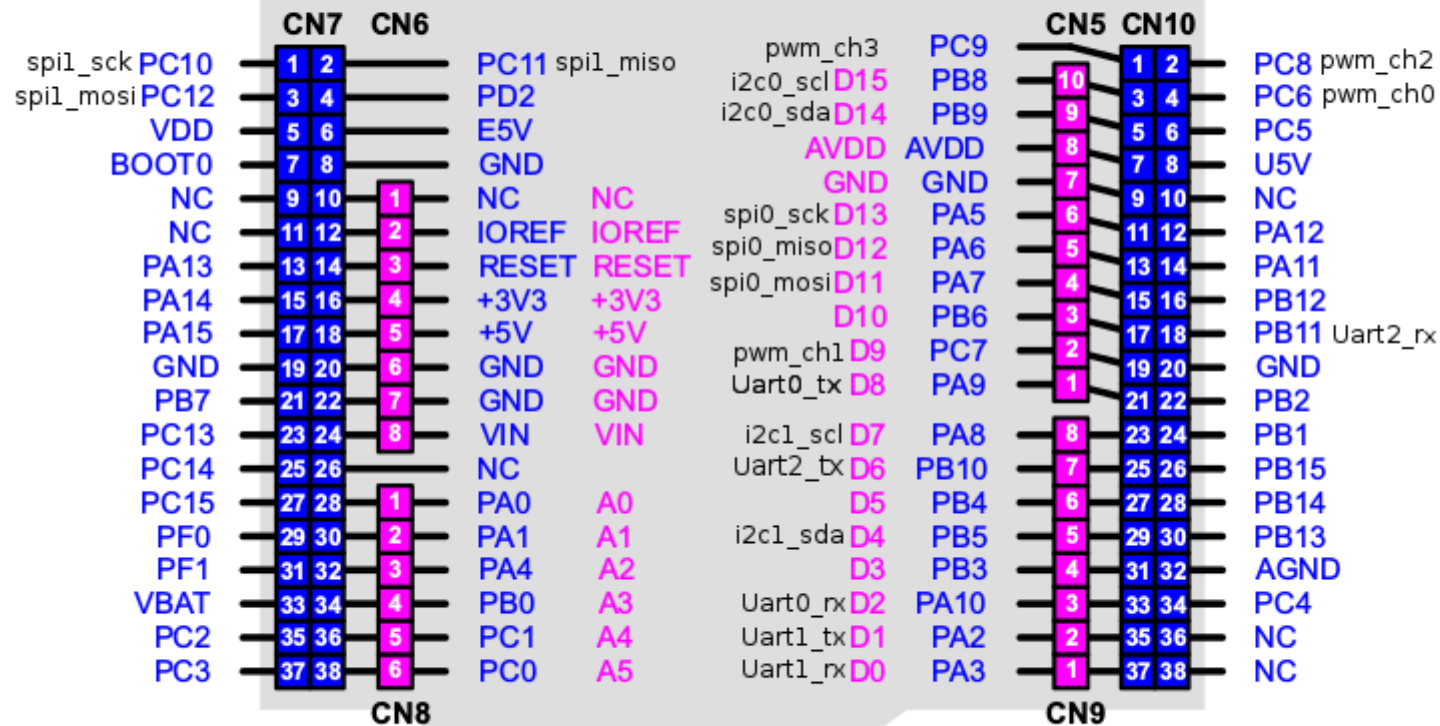 CN7 CN6 CN5 CN10
pwm_ch3 PC9
spi1_sck PC10 1 2 PC11 spi1_miso 1 2 PC8 pwm_ch2
i2c0_scl D15 PB8 10
spi1_mosi PC12 3 4 PD2 3 4 PC6 pwm_ch0
i2c0_sda D14 PB9 9
VDD 5 6 E5V 5 6 PC5
AVDD AVDD 8
BOOT0 7 8 GND 7 8 U5V
GND GND 7
NC 9 10 1 NC NC 9 10 NC
spi0_sck D13 PA5 6
NC 11 12 2 IOREF IOREF 11 12 PA12
spi0_miso D12 PA6 5
PA13 13 14 3 RESET RESET 13 14 PA11
spi0_mosi D11 PA7 4
PA14 15 16 4 +3V3 +3V3 15 16 PB12
D10 PB6 3
PA15 17 18 5 +5V +5V 17 18 PB11 Uart2_rx
pwm_ch1 D9 PC7 2
GND 19 20 6 GND GND 19 20 GND
Uart0_tx D8 PA9 1
PB7 21 22 7 GND GND 21 22 PB2
PC13 23 24 8 VIN VIN i2c1_scl D7 PA8 8 23 24 PB1
PC14 25 26 NC Uart2_tx D6 PB10 7 25 26 PB15
PC15 27 28 1 PA0 A0 D5 PB4 6 27 28 PB14
PF0 29 30 2 PA1 A1 i2c1_sda D4 PB5 5 29 30 PB13
PF1 31 32 3 PA4 A2 D3 PB3 4 31 32 AGND
VBAT 33 34 4 PB0 A3 Uart0_rx D2 PA10 3 33 34 PC4
PC2 35 36 5 PC1 A4 Uart1_tx D1 PA2 2 35 36 NC
PC3 37 38 6 PC0 A5 Uart1_rx D0 PA3 1 37 38 NC
CN8 CN9